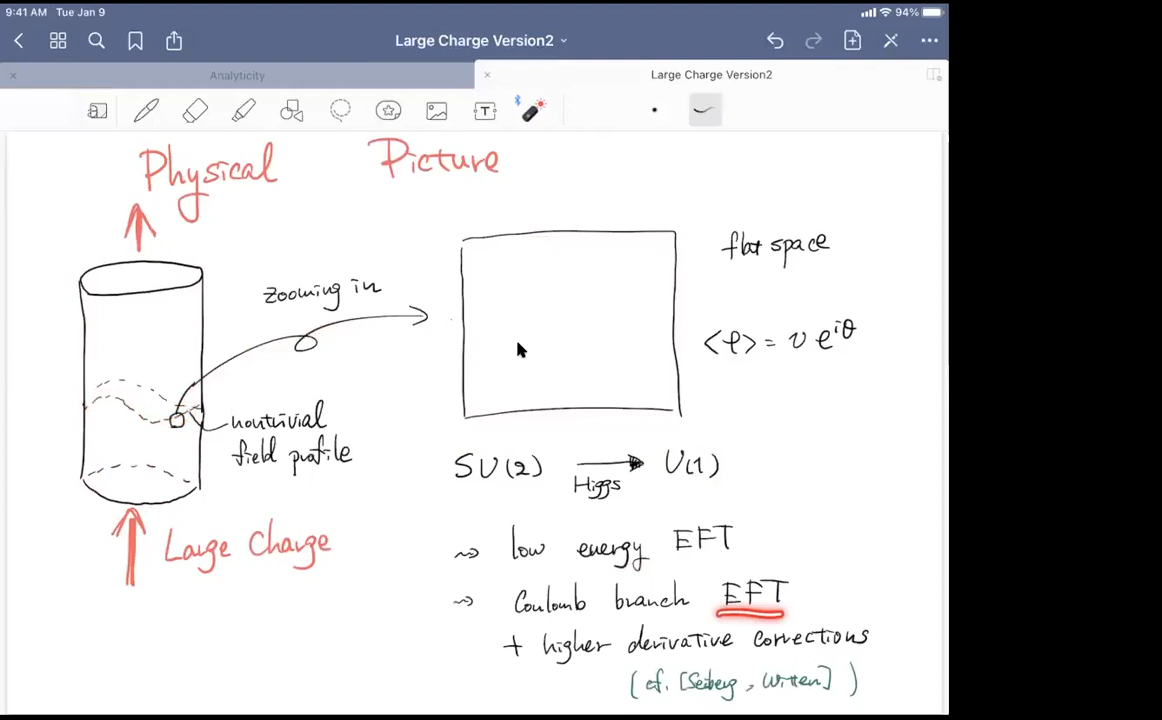 9:41 AM Tue Jan 9
94%
Large Charge Version2
Analyticity
Large Charge Version2
Physical Picture
flat space
zooming in
<φ> = v e^{iθ}
nontrivial
field profile
SU(2) → U(1)
Higgs
Large Charge
⇝ low energy EFT
⇝ Coulomb branch EFT
+ higher derivative corrections
(cf. [Seiberg, Witten])